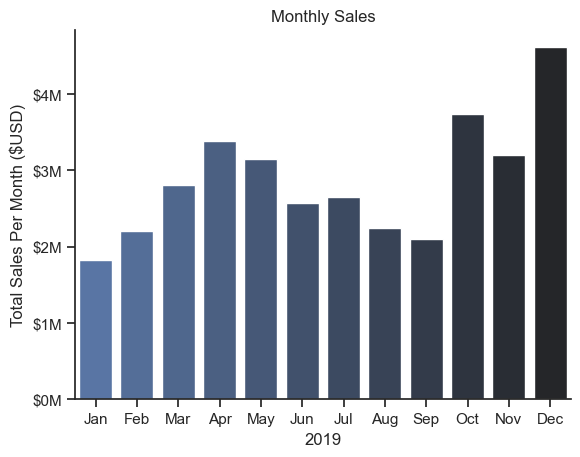 Monthly Sales
Total Sales Per Month ($USD)
$4M
$3M
$2M
$1M
$0M
Jan Feb Mar Apr May Jun Jul Aug Sep Oct Nov Dec
2019